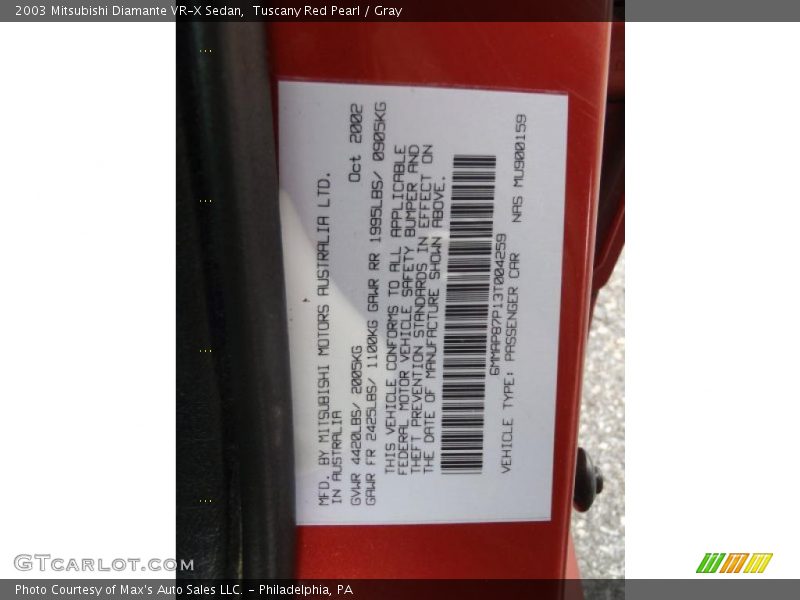 2003 Mitsubishi Diamante VR-X Sedan,  Tuscany Red Pearl / Gray
MFD. BY MITSUBISHI MOTORS AUSTRALIA LTD.
IN AUSTRALIA
Oct 2002
GVWR 4420LBS/ 2005KG
GAWR FR 2425LBS/ 1100KG GAWR RR 1995LBS/ 0905KG
THIS VEHICLE CONFORMS TO ALL APPLICABLE
FEDERAL MOTOR VEHICLE SAFETY BUMPER AND
THEFT PREVENTION STANDARDS IN EFFECT ON
THE DATE OF MANUFACTURE SHOWN ABOVE.
6MMAP87P13T004259
VEHICLE TYPE: PASSENGER CAR   NAS MU900159
GTcarlot.com
Photo Courtesy of Max's Auto Sales LLC. - Philadelphia, PA